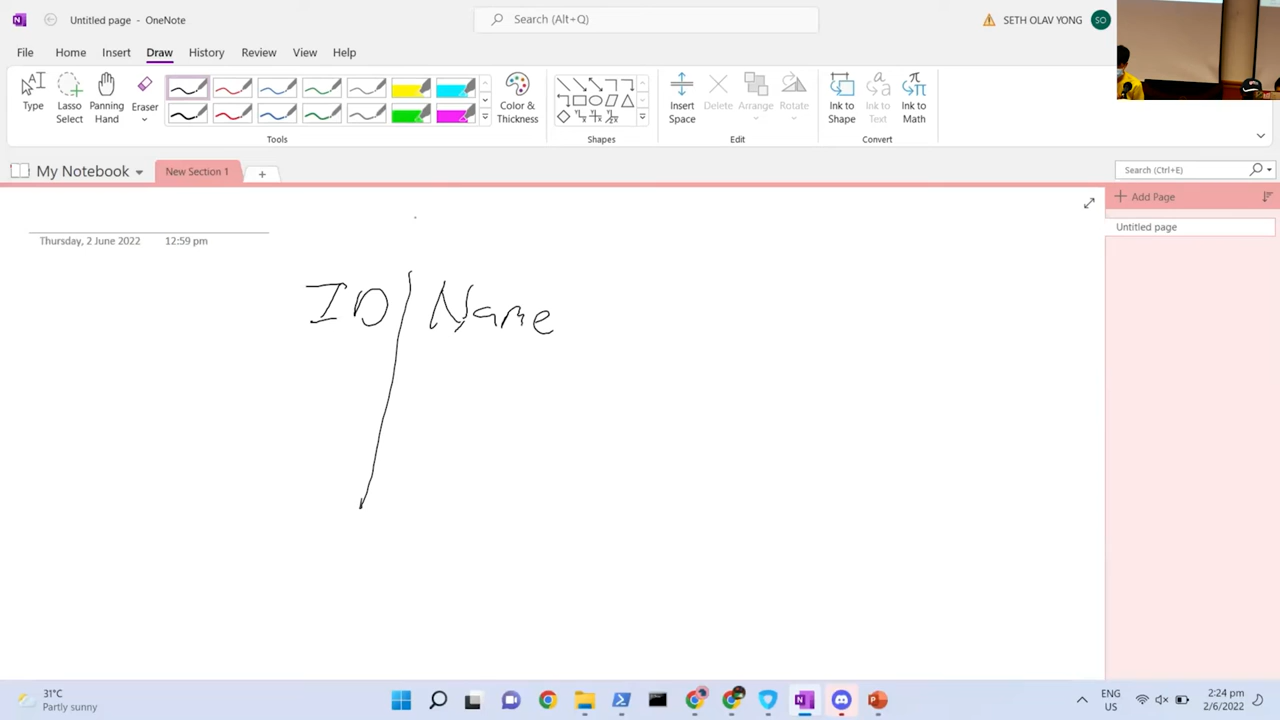 Untitled page - OneNote
Search (Alt+Q)
SETH OLAV YONG
SO
File Home Insert Draw History Review View Help
Type
Lasso Select
Panning Hand
Eraser
Color & Thickness
Insert Space
Delete
Arrange
Rotate
Ink to Shape
Ink to Text
Ink to Math
Tools
Shapes
Edit
Convert
My Notebook
New Section 1
Search (Ctrl+E)
Add Page
Untitled page
Thursday, 2 June 2022 12:59 pm
ID Name
31°C
Partly sunny
ENG
US
2:24 pm
2/6/2022